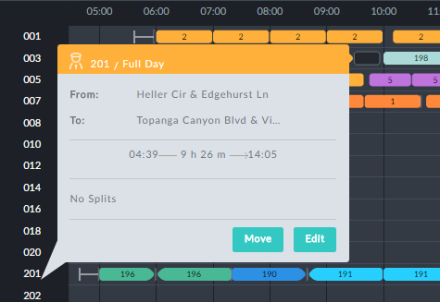 05:00 06:00 07:00 08:00 09:00 10:00
001 2 2 2 2 2
003 198
005 5 5
007 1
008
010
012
014
016
018
020
201 196 196 190 191 191
202
201 / Full Day
From: Heller Cir & Edgehurst Ln
To: Topanga Canyon Blvd & Vi...
04:39 9 h 26 m 14:05
No Splits
Move Edit